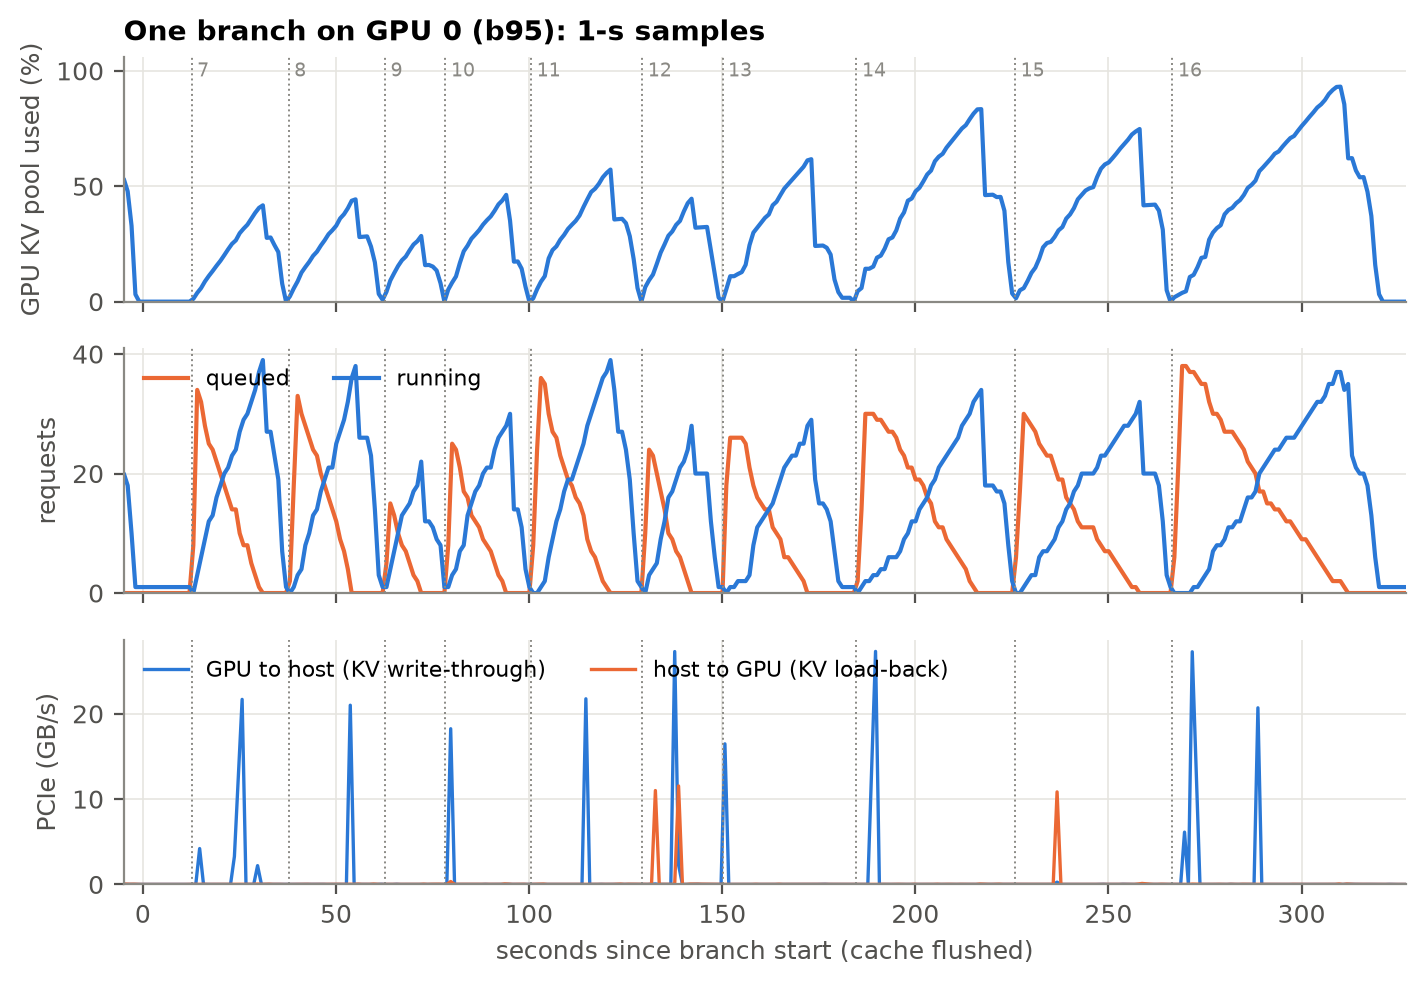 One branch on GPU 0 (b95): 1-s samples
GPU KV pool used (%)
100
50
0
7 8 9 10 11 12 13 14 15 16
requests
40
20
0
queued running
PCIe (GB/s)
20
10
0
GPU to host (KV write-through) host to GPU (KV load-back)
0 50 100 150 200 250 300
seconds since branch start (cache flushed)